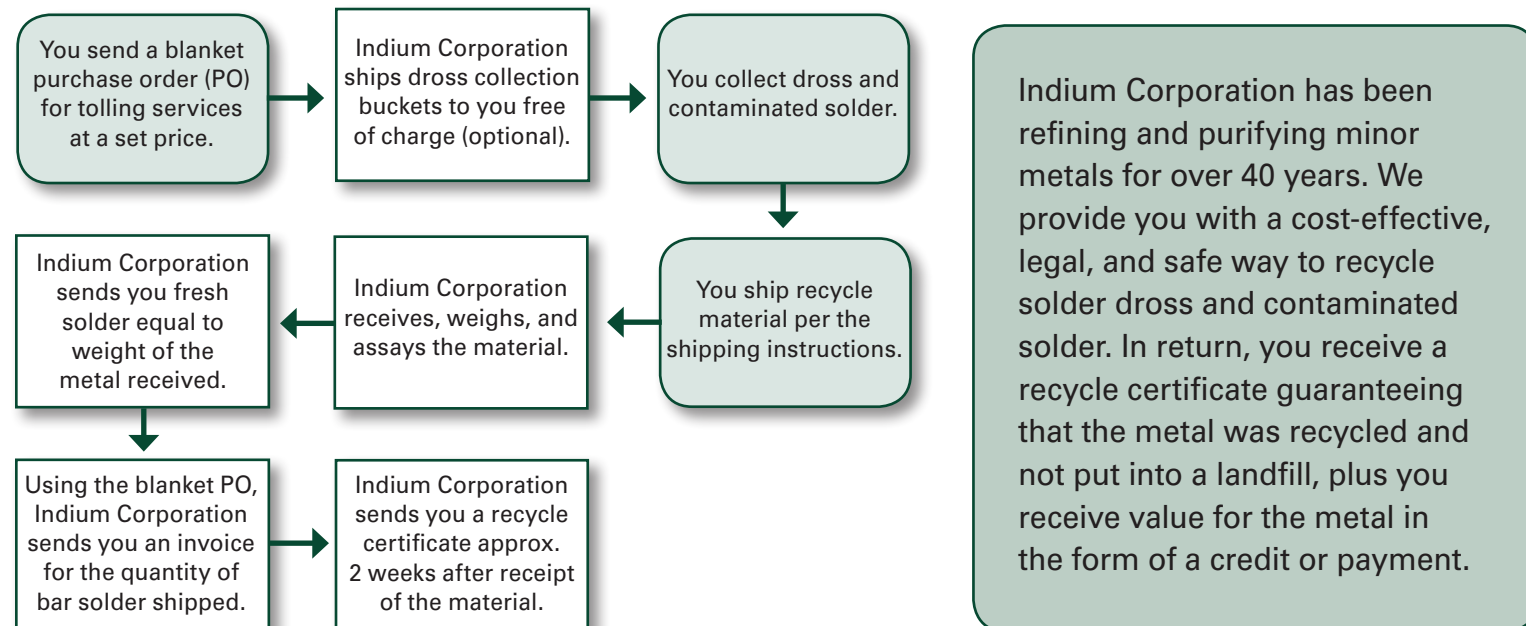 You send a blanket
purchase order (PO)
for tolling services
at a set price.
Indium Corporation
ships dross collection
buckets to you free
of charge (optional).
You collect dross and
contaminated solder.
You ship recycle
material per the
shipping instructions.
Indium Corporation
receives, weighs, and
assays the material.
Indium Corporation
sends you fresh
solder equal to
weight of the
metal received.
Using the blanket PO,
Indium Corporation
sends you an invoice
for the quantity of
bar solder shipped.
Indium Corporation
sends you a recycle
certificate approx.
2 weeks after receipt
of the material.
Indium Corporation has been
refining and purifying minor
metals for over 40 years. We
provide you with a cost-effective,
legal, and safe way to recycle
solder dross and contaminated
solder. In return, you receive a
recycle certificate guaranteeing
that the metal was recycled and
not put into a landfill, plus you
receive value for the metal in
the form of a credit or payment.